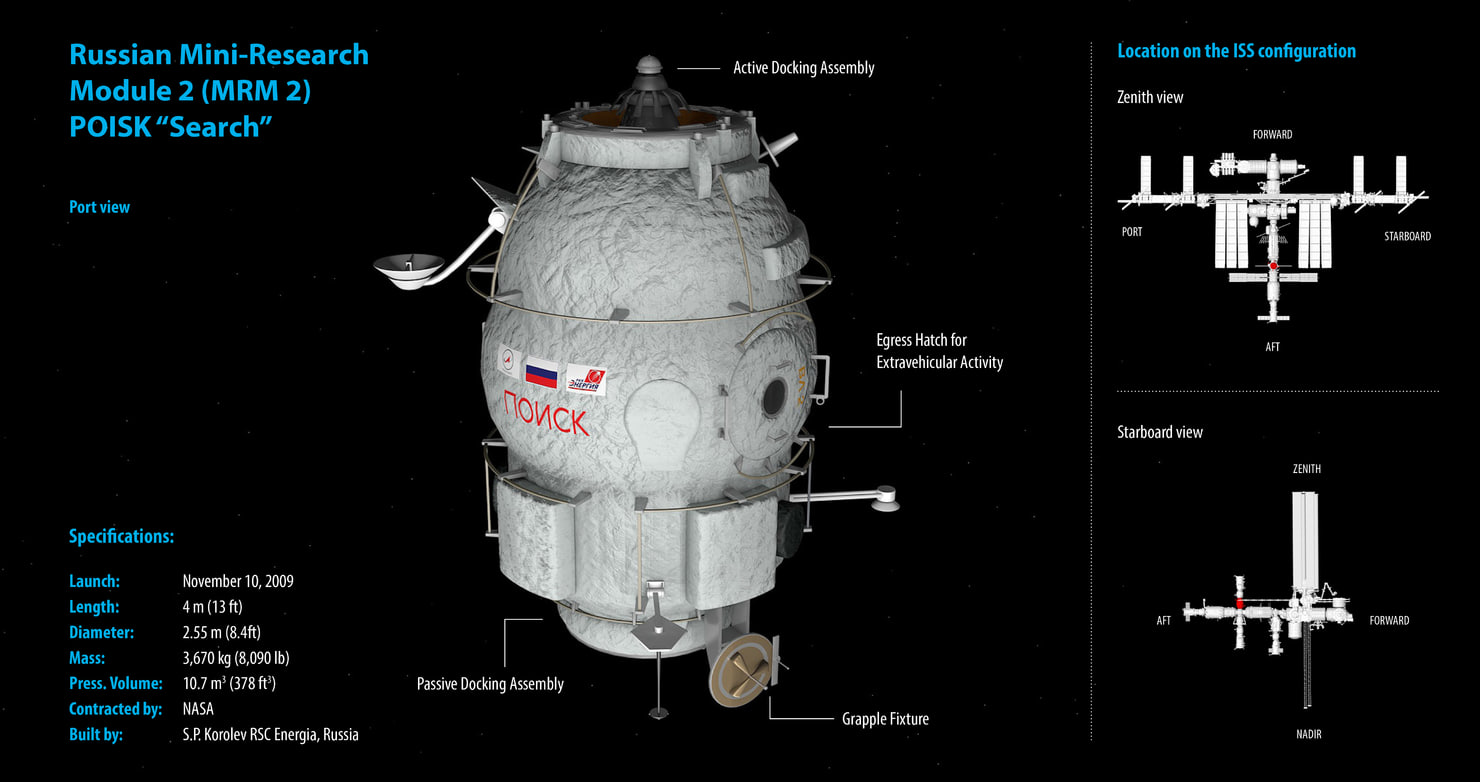 Russian Mini-Research
Module 2 (MRM 2)
POISK “Search”
Port view
Active Docking Assembly
Egress Hatch for
Extravehicular Activity
РКК
ЭНЕРГИЯ
ПОИСК
Passive Docking Assembly
Grapple Fixture
Specifications:
Launch: November 10, 2009
Length: 4 m (13 ft)
Diameter: 2.55 m (8.4ft)
Mass: 3,670 kg (8,090 lb)
Press. Volume: 10.7 m³ (378 ft³)
Contracted by: NASA
Built by: S.P. Korolev RSC Energia, Russia
Location on the ISS configuration
Zenith view
FORWARD
PORT
STARBOARD
AFT
Starboard view
ZENITH
AFT
FORWARD
NADIR